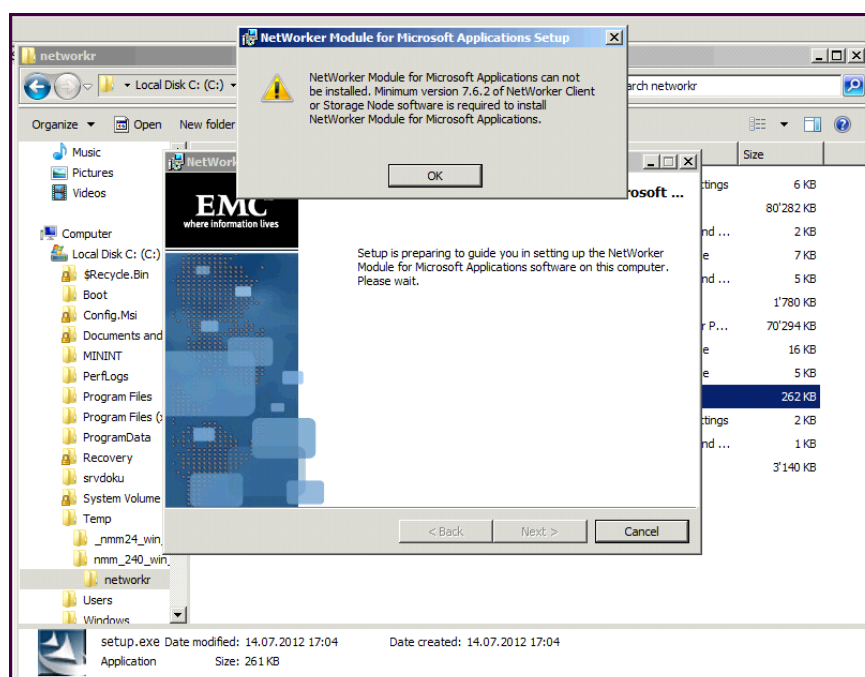 NetWorker Module for Microsoft Applications Setup
NetWorker Module for Microsoft Applications can not
be installed. Minimum version 7.6.2 of NetWorker Client
or Storage Node software is required to install
NetWorker Module for Microsoft Applications.
OK
networkr
Local Disk C: (C:)
networkr
Organize
Open
New folder
Size
Music
Pictures
Videos
Computer
Local Disk C: (C:)
$Recycle.Bin
Boot
Config.Msi
Documents and
MININT
PerfLogs
Program Files
Program Files (
ProgramData
Recovery
srvdoku
System Volume
Temp
_nmm24_win_
nmm_240_win_
networkr
Users
Windows
NetWork
osoft ...
EMC
where information lives
Setup is preparing to guide you in setting up the NetWorker
Module for Microsoft Applications software on this computer.
Please wait.
< Back
Next >
Cancel
ttings
6 KB
80'282 KB
nd ...
2 KB
e
7 KB
nd ...
5 KB
1'780 KB
r P...
70'294 KB
e
16 KB
e
5 KB
262 KB
ttings
2 KB
nd ...
1 KB
3'140 KB
setup.exe Date modified: 14.07.2012 17:04
Date created: 14.07.2012 17:04
Application
Size: 261 KB